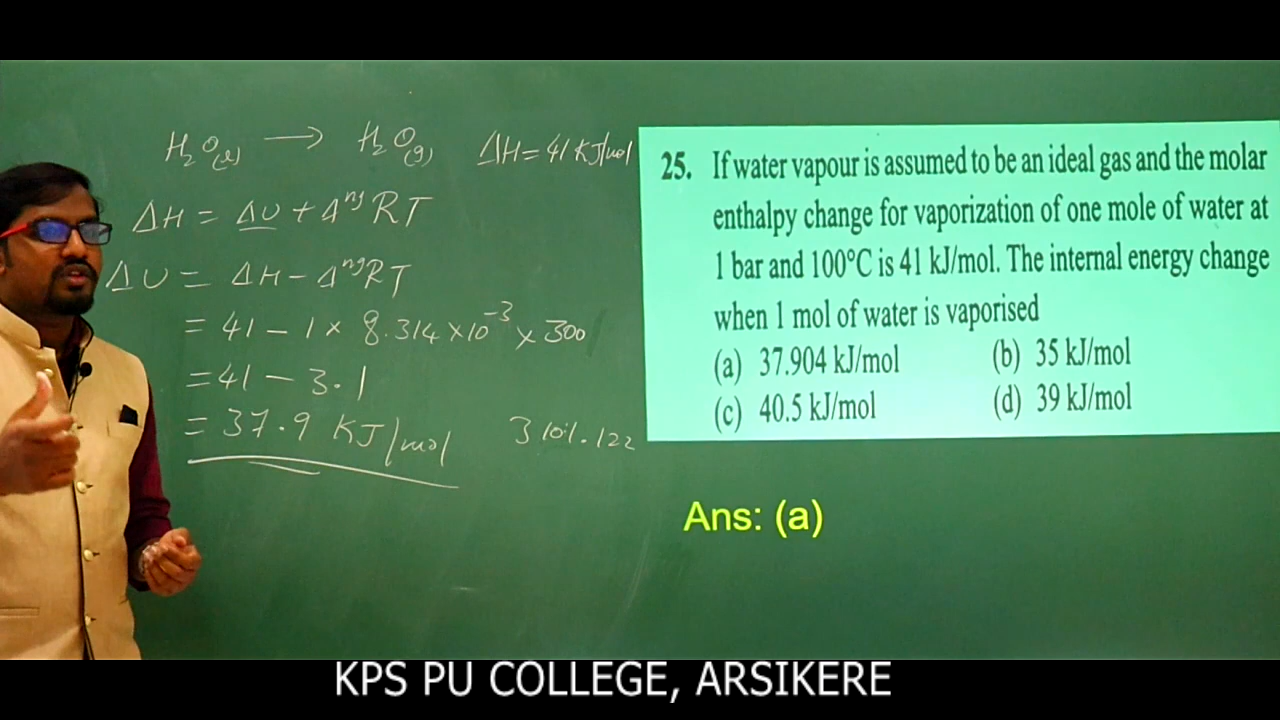 H₂O(l) → H₂O(g) ΔH = 41 KJ/mol
ΔH = ΔU + Δng RT
ΔU = ΔH – Δng RT
= 41 – 1 × 8.314 × 10⁻³ × 300
= 41 – 3.1
= 37.9 KJ/mol
25. If water vapour is assumed to be an ideal gas and the molar
enthalpy change for vaporization of one mole of water at
1 bar and 100°C is 41 kJ/mol. The internal energy change
when 1 mol of water is vaporised
(a) 37.904 kJ/mol (b) 35 kJ/mol
(c) 40.5 kJ/mol (d) 39 kJ/mol
Ans: (a)
KPS PU COLLEGE, ARSIKERE